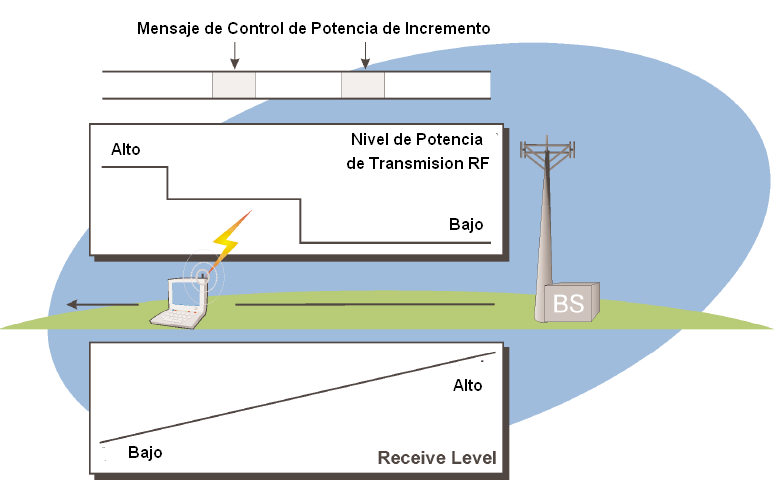 Mensaje de Control de Potencia de Incremento
Nivel de Potencia
de Transmision RF
Alto
Bajo
BS
Alto
Bajo
Receive Level